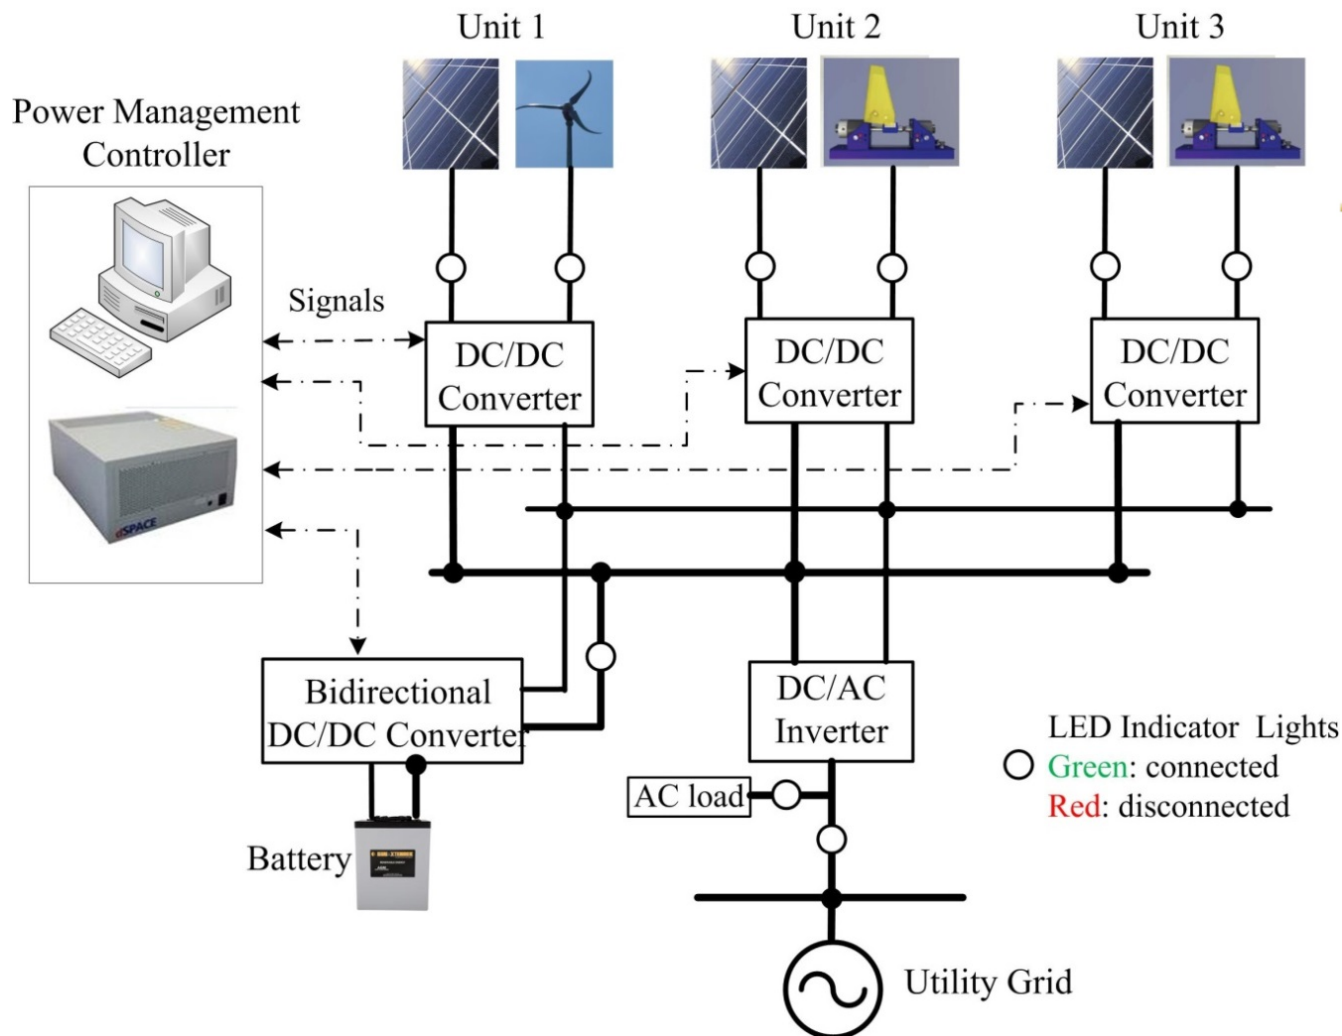 Unit 1
Unit 2
Unit 3
Power Management
Controller
Signals
DC/DC
Converter
DC/DC
Converter
DC/DC
Converter
dSPACE
Bidirectional
DC/DC Converter
DC/AC
Inverter
LED Indicator Lights
Green: connected
Red: disconnected
AC load
Battery
Utility Grid